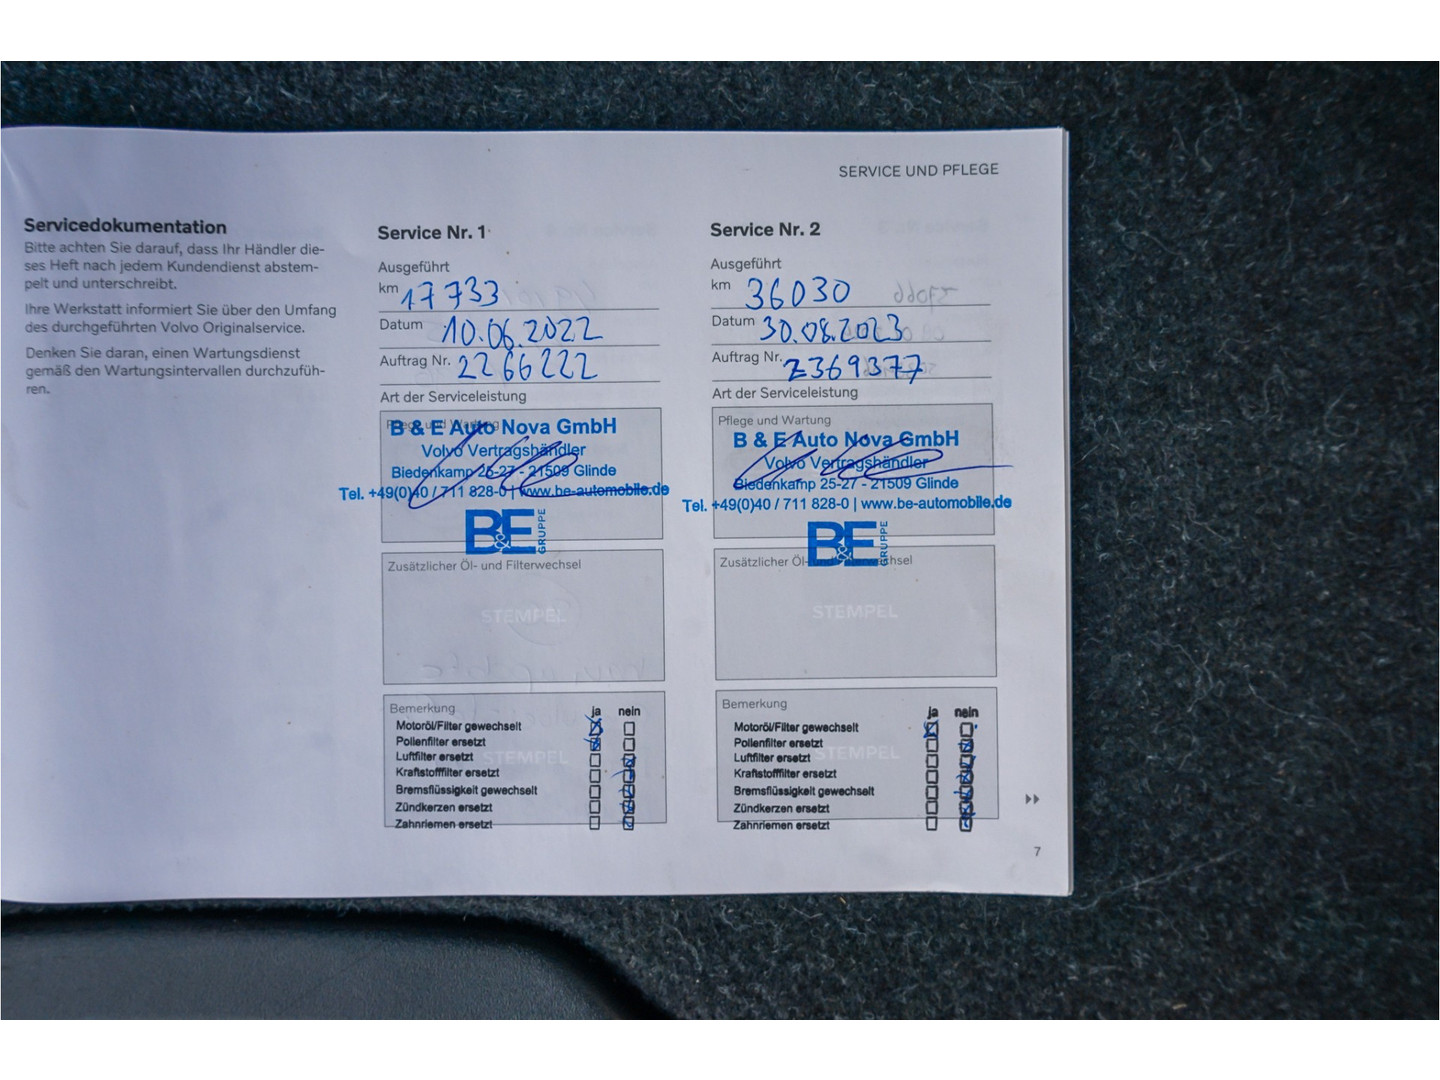 SERVICE UND PFLEGE
Servicedokumentation
Bitte achten Sie darauf, dass Ihr Händler die-
ses Heft nach jedem Kundendienst abstem-
pelt und unterschreibt.
Ihre Werkstatt informiert Sie über den Umfang
des durchgeführten Volvo Originalservice.
Denken Sie daran, einen Wartungsdienst
gemäß den Wartungsintervallen durchzufüh-
ren.
Service Nr. 1
Ausgeführt
km 17733
Datum 10.06.2022
Auftrag Nr. 2266222
Art der Serviceleistung
Pflege und Wartung
B & E Auto Nova GmbH
Volvo Vertragshändler
Biedenkamp 25-27 - 21509 Glinde
Tel. +49(0)40 / 711 828-0 | www.be-automobile.de
B&E GRUPPE
Zusätzlicher Öl- und Filterwechsel
STEMPEL
Bemerkung
ja nein
Motoröl/Filter gewechselt
Pollenfilter ersetzt
Luftfilter ersetzt
STEMPEL
Kraftstofffilter ersetzt
Bremsflüssigkeit gewechselt
Zündkerzen ersetzt
Zahnriemen ersetzt
Service Nr. 2
Ausgeführt
km 36030
Datum 30.08.2023
Auftrag Nr. 2369377
Art der Serviceleistung
Pflege und Wartung
B & E Auto Nova GmbH
Volvo Vertragshändler
Biedenkamp 25-27 - 21509 Glinde
Tel. +49(0)40 / 711 828-0 | www.be-automobile.de
B&E GRUPPE
Zusätzlicher Öl- und Filterwechsel
STEMPEL
Bemerkung
ja nein
Motoröl/Filter gewechselt
Pollenfilter ersetzt
Luftfilter ersetzt
STEMPEL
Kraftstofffilter ersetzt
Bremsflüssigkeit gewechselt
Zündkerzen ersetzt
Zahnriemen ersetzt
7